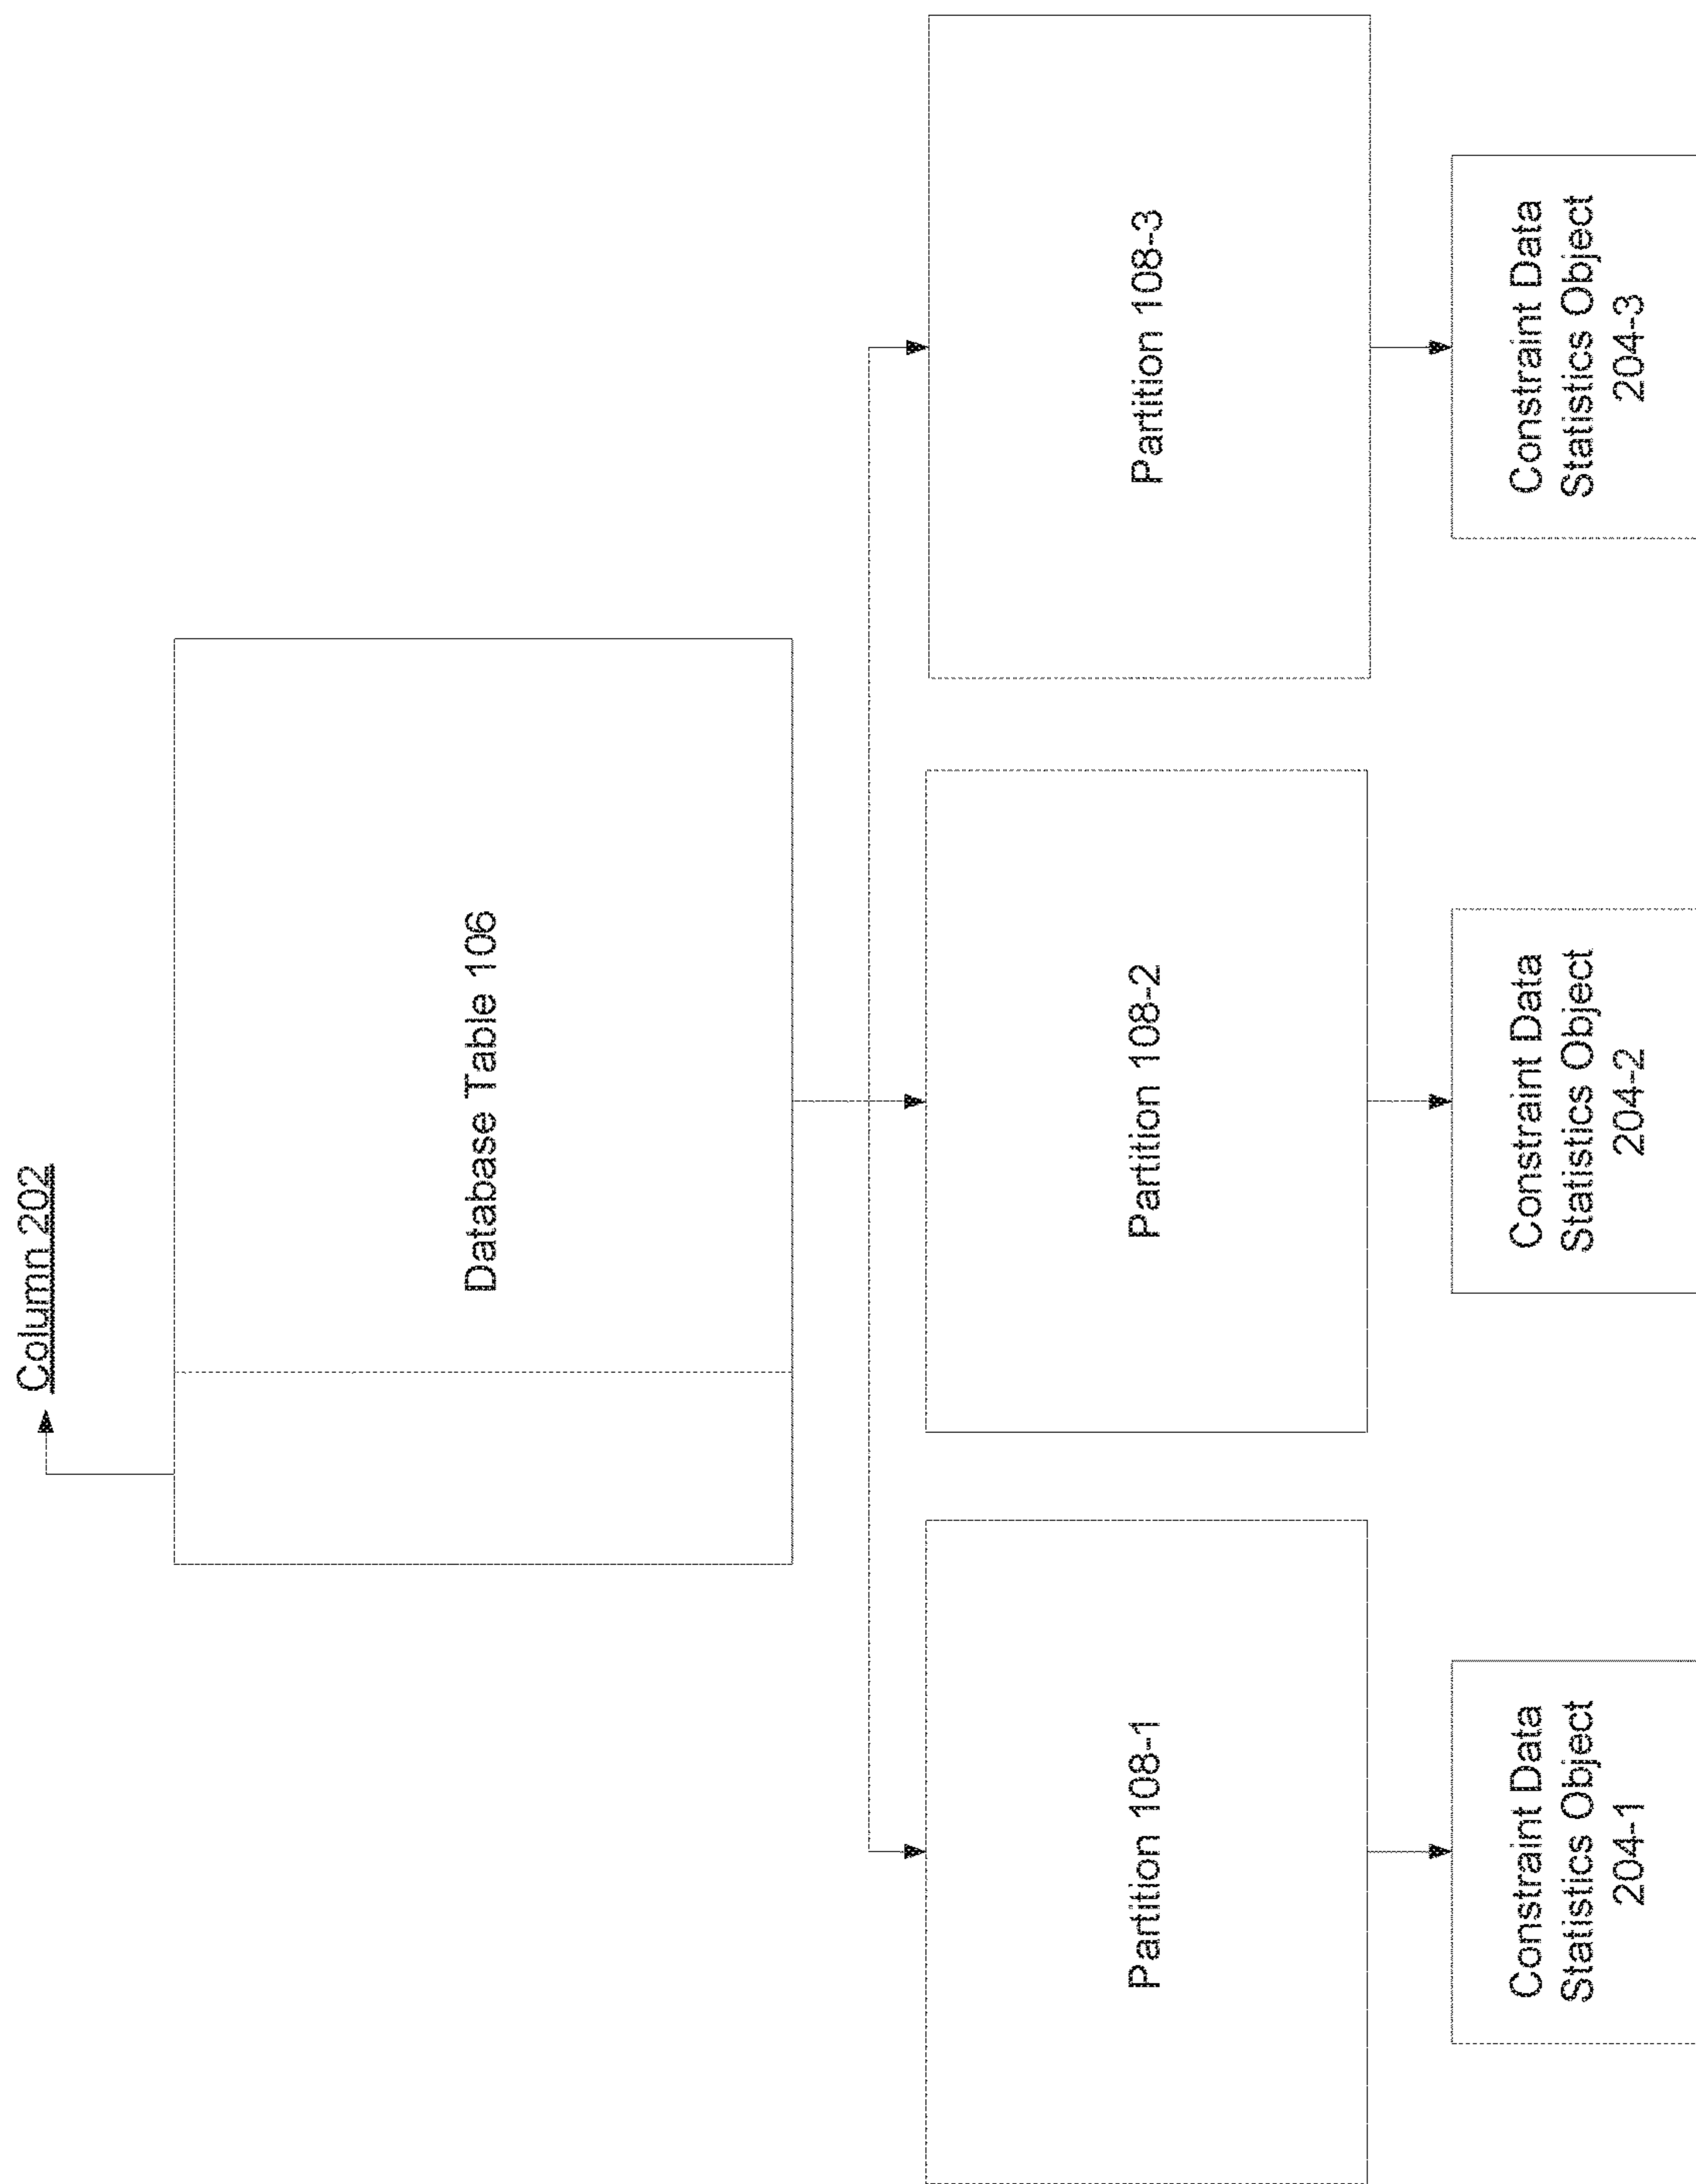 Column 202
Database Table 106
Partition 108-1
Partition 108-2
Partition 108-3
Constraint Data
Statistics Object
204-1
Constraint Data
Statistics Object
204-2
Constraint Data
Statistics Object
204-3